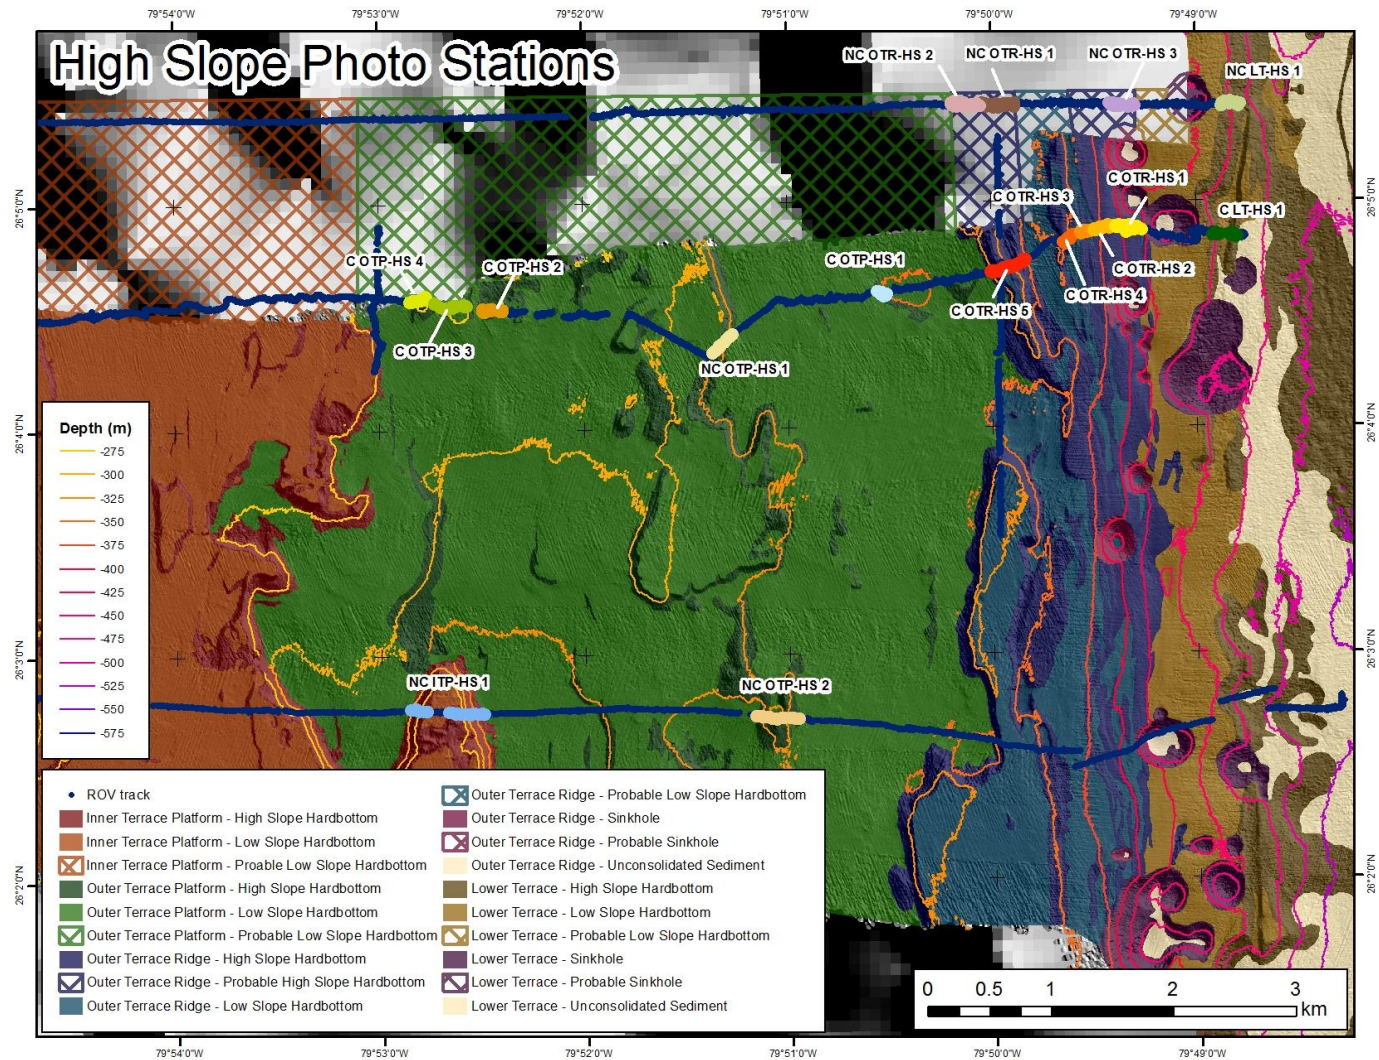 79°54'0"W 79°53'0"W 79°52'0"W 79°51'0"W 79°50'0"W 79°49'0"W
High Slope Photo Stations
NC OTR-HS 2 NC OTR-HS 1 NC OTR-HS 3
NC LT-HS 1
C OTR-HS 1
C OTR-HS 3
26°5'0"N 26°5'0"N
C LT-HS 1
C OTP-HS 4 C OTP-HS 2 C OTP-HS 1
C OTR-HS 2
C OTR-HS 4
C OTR-HS 5
C OTP-HS 3
NC OTP-HS 1
26°4'0"N 26°4'0"N
Depth (m)
-275
-300
-325
-350
-375
-400
-425
-450
-475
-500
-525
-550
-575
26°3'0"N 26°3'0"N
NC ITP-HS 1 NC OTP-HS 2
ROV track
Inner Terrace Platform - High Slope Hardbottom
Inner Terrace Platform - Low Slope Hardbottom
Inner Terrace Platform - Proable Low Slope Hardbottom
Outer Terrace Platform - High Slope Hardbottom
Outer Terrace Platform - Low Slope Hardbottom
Outer Terrace Platform - Probable Low Slope Hardbottom
Outer Terrace Ridge - High Slope Hardbottom
Outer Terrace Ridge - Probable High Slope Hardbottom
Outer Terrace Ridge - Low Slope Hardbottom
Outer Terrace Ridge - Probable Low Slope Hardbottom
Outer Terrace Ridge - Sinkhole
Outer Terrace Ridge - Probable Sinkhole
Outer Terrace Ridge - Unconsolidated Sediment
Lower Terrace - High Slope Hardbottom
Lower Terrace - Low Slope Hardbottom
Lower Terrace - Probable Low Slope Hardbottom
Lower Terrace - Sinkhole
Lower Terrace - Probable Sinkhole
Lower Terrace - Unconsolidated Sediment
26°2'0"N 26°2'0"N
0 0.5 1 2 3
km
79°54'0"W 79°53'0"W 79°52'0"W 79°51'0"W 79°50'0"W 79°49'0"W